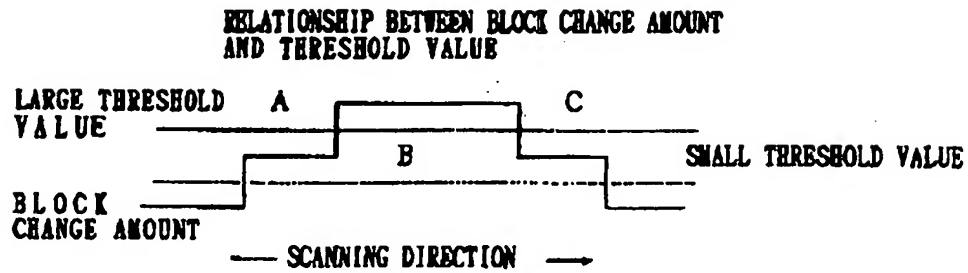 RELATIONSHIP BETWEEN BLOCK CHANGE AMOUNT
AND THRESHOLD VALUE
LARGE THRESHOLD
VALUE
A
C
B
SMALL THRESHOLD VALUE
BLOCK
CHANGE AMOUNT
SCANNING DIRECTION